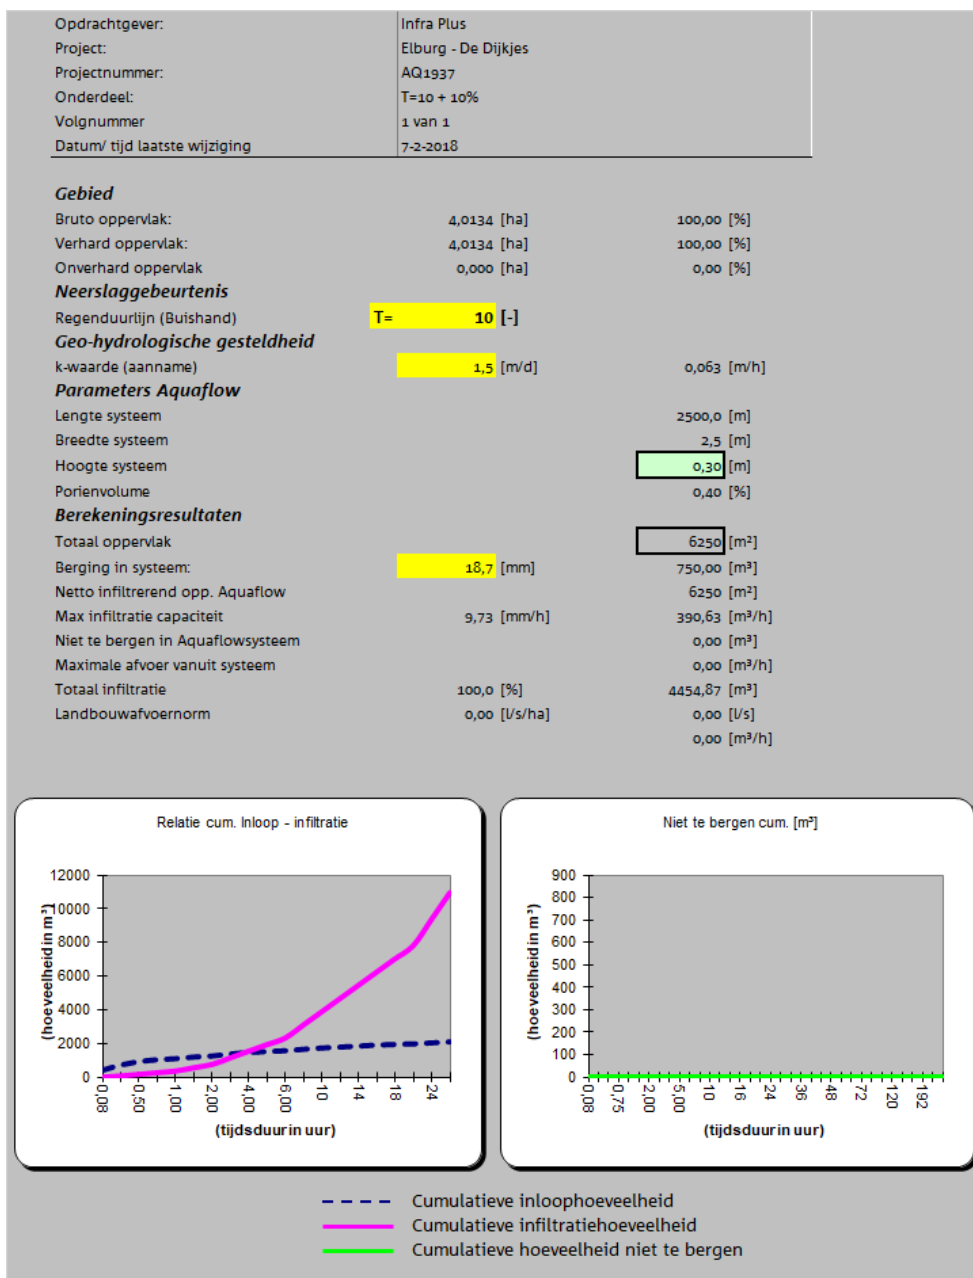 Opdrachtgever: Infra Plus
Project: Elburg - De Dijkjes
Projectnummer: AQ1937
Onderdeel: T=10 + 10%
Volgnummer 1 van 1
Datum/ tijd laatste wijziging 7-2-2018
Gebied
Bruto oppervlak: 4,0134 [ha] 100,00 [%]
Verhard oppervlak: 4,0134 [ha] 100,00 [%]
Onverhard oppervlak 0,000 [ha] 0,00 [%]
Neerslaggebeurtenis
Regenduurlijn (Buishand) T= 10 [-]
Geo-hydrologische gesteldheid
k-waarde (aanname) 1,5 [m/d] 0,063 [m/h]
Parameters Aquaflow
Lengte systeem 2500,0 [m]
Breedte systeem 2,5 [m]
Hoogte systeem 0,30 [m]
Porienvolume 0,40 [%]
Berekeningsresultaten
Totaal oppervlak 6250 [m²]
Berging in systeem: 18,7 [mm] 750,00 [m³]
Netto infiltrerend opp. Aquaflow 6250 [m²]
Max infiltratie capaciteit 9,73 [mm/h] 390,63 [m³/h]
Niet te bergen in Aquaflowsysteem 0,00 [m³]
Maximale afvoer vanuit systeem 0,00 [m³/h]
Totaal infiltratie 100,0 [%] 4454,87 [m³]
Landbouwafvoernorm 0,00 [l/s/ha] 0,00 [l/s]
0,00 [m³/h]
Relatie cum. Inloop - infiltratie
12000
10000
8000
6000
4000
2000
0
(hoeveelheid in m³)
0,08 0,50 1,00 2,00 4,00 6,00 10 14 18 24
(tijdsduur in uur)
Niet te bergen cum. [m³]
900
800
700
600
500
400
300
200
100
0
(hoeveelheid in m³)
0,08 0,75 2,00 5,00 10 16 24 36 48 72 120 192
(tijdsduur in uur)
Cumulatieve inloophoeveelheid
Cumulatieve infiltratiehoeveelheid
Cumulatieve hoeveelheid niet te bergen